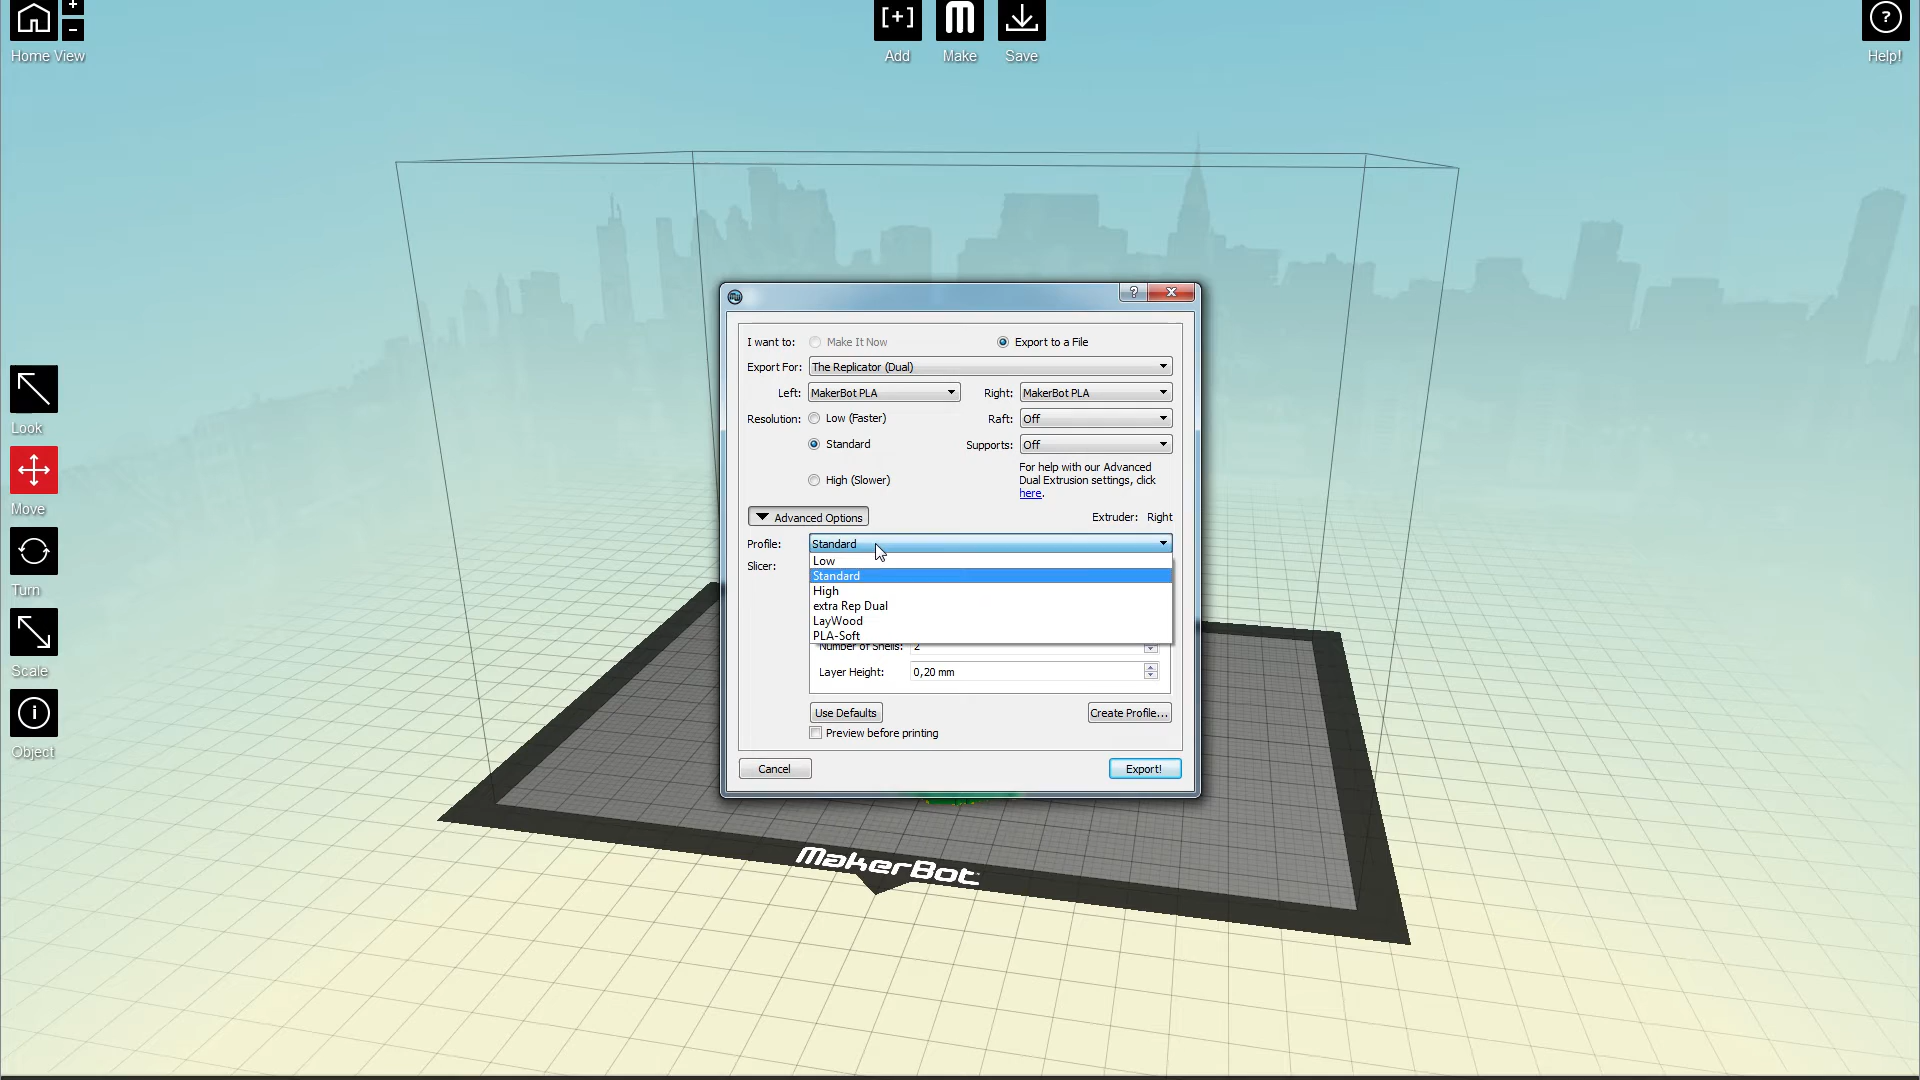 +
-
Home View
[+]
Add
M
Make
Save
?
Help!
Look
Move
Turn
Scale
i
Object
?
I want to: Make It Now Export to a File
Export For: The Replicator (Dual)
Left: MakerBot PLA Right: MakerBot PLA
Resolution: Low (Faster) Raft: Off
Standard Supports: Off
High (Slower)
For help with our Advanced
Dual Extrusion settings, click
here.
Advanced Options Extruder: Right
Profile: Standard
Slicer:
Low
Standard
High
extra Rep Dual
LayWood
PLA-Soft
Number of Shells: 2
Layer Height: 0,20 mm
Use Defaults Create Profile...
Preview before printing
Cancel Export!
MakerBot